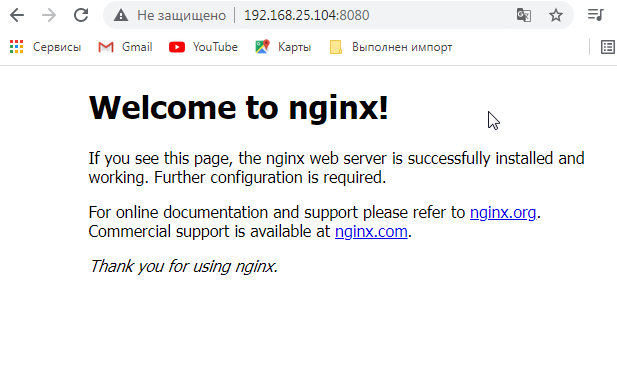 Не защищено 192.168.25.104:8080
Сервисы Gmail YouTube Карты Выполнен импорт
Welcome to nginx!
If you see this page, the nginx web server is successfully installed and
working. Further configuration is required.
For online documentation and support please refer to nginx.org.
Commercial support is available at nginx.com.
Thank you for using nginx.